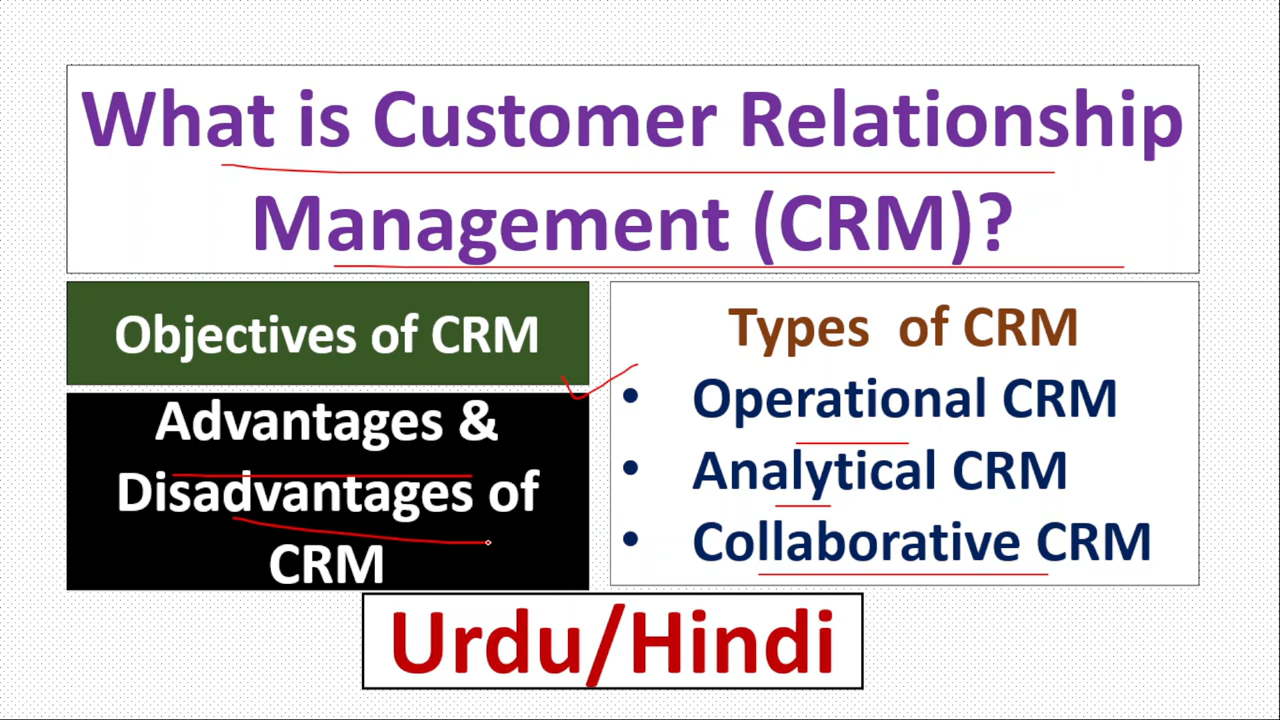 What is Customer Relationship
Management (CRM)?
Objectives of CRM
Advantages &
Disadvantages of
CRM
Types of CRM
• Operational CRM
• Analytical CRM
• Collaborative CRM
Urdu/Hindi